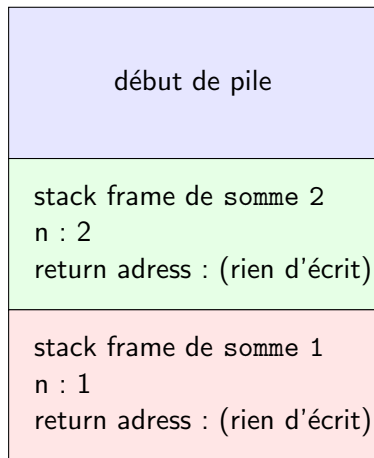 début de pile
stack frame de somme 2
n : 2
return adress : (rien d'écrit)
stack frame de somme 1
n : 1
return adress : (rien d'écrit)